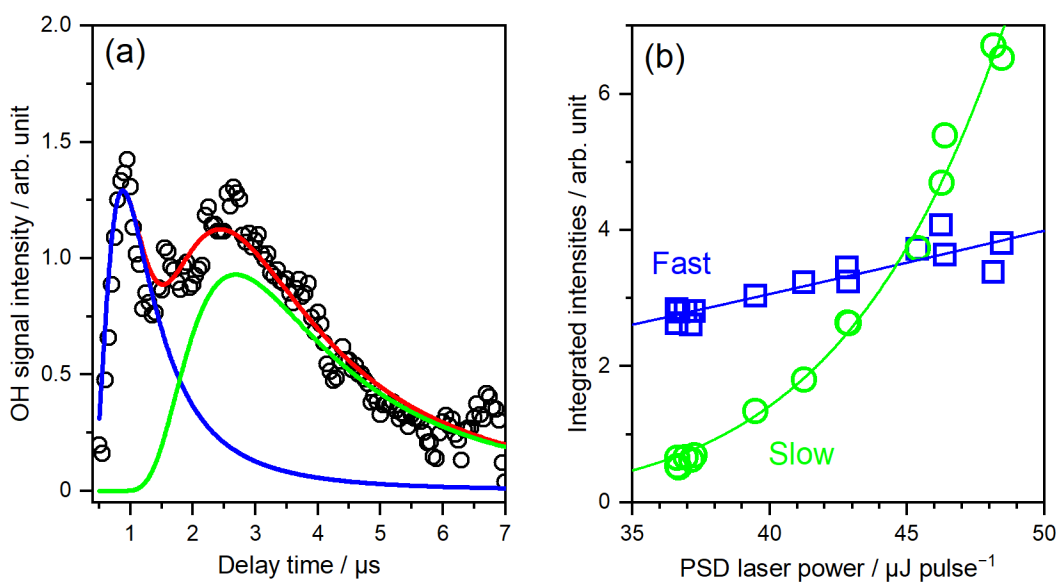 (a)
OH signal intensity / arb. unit
2.0
1.5
1.0
0.5
0
1 2 3 4 5 6 7
Delay time / μs
(b)
Integrated intensities / arb. unit
6
4
2
0
Fast
Slow
35 40 45 50
PSD laser power / μJ pulse⁻¹